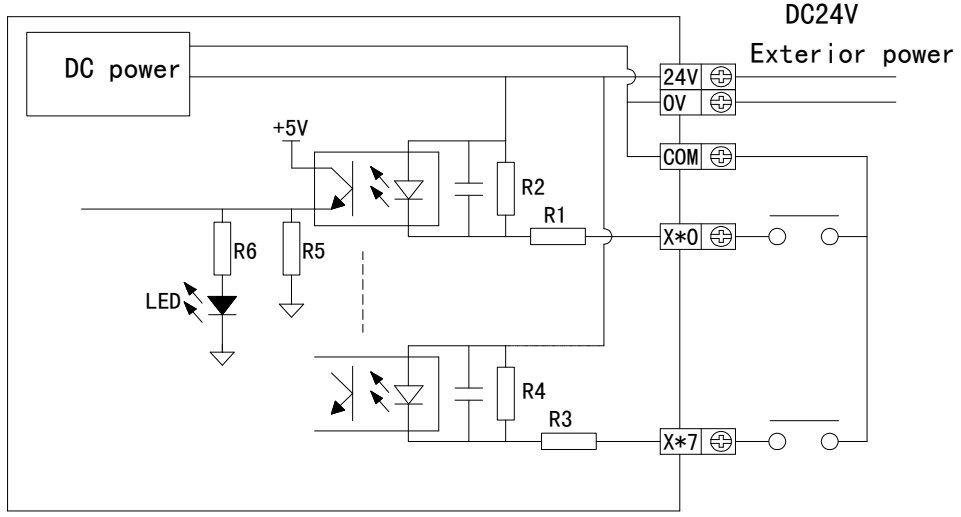 DC24V
Exterior power
DC power
24V
0V
+5V
COM
R2
R1
X*0
R6
R5
LED
R4
R3
X*7